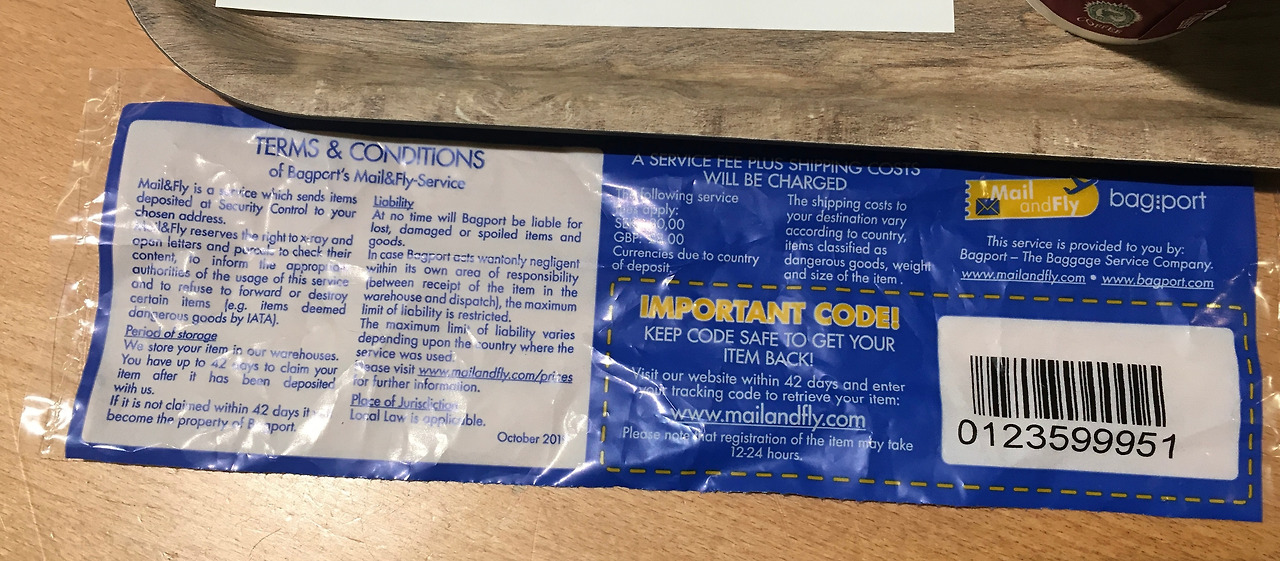 TERMS & CONDITIONS
of Bagport's Mail&Fly-Service
Mail&Fly is a service which sends items
deposited at Security Control to your
chosen address.
Mail&Fly reserves the right to x-ray and
open letters and parcels to check their
content, to inform the appropriate
authorities of the usage of this service
and to refuse to forward or destroy
certain items (e.g. items deemed
dangerous goods by IATA).
Period of storage
We store your item in our warehouses.
You have up to 42 days to claim your
item after it has been deposited
with us.
If it is not claimed within 42 days it will
become the property of Bagport.
Liability
At no time will Bagport be liable for
lost, damaged or spoiled items and
goods.
In case Bagport acts wantonly negligent
within its own area of responsibility
(between receipt of the item in the
warehouse and dispatch), the maximum
limit of liability is restricted.
The maximum limit of liability varies
depending upon the country where the
service was used.
Please visit www.mailandfly.com/prices
for further information.
Place of Jurisdiction
Local Law is applicable.
October
A SERVICE FEE PLUS SHIPPING COSTS
WILL BE CHARGED
The following service
apply:
GBP:
Currencies due to country
of deposit.
The shipping costs to
your destination vary
according to country,
items classified as
dangerous goods, weight
and size of the item.
IMPORTANT CODE!
KEEP CODE SAFE TO GET YOUR
ITEM BACK!
Visit our website within 42 days and enter
your tracking code to retrieve your item:
www.mailandfly.com
Please note that registration of the item may take
12-24 hours.
Mail
andFly
bag:port
This service is provided to you by:
Bagport – The Baggage Service Company.
www.mailandfly.com • www.bagport.com
0123599951
COFFEE